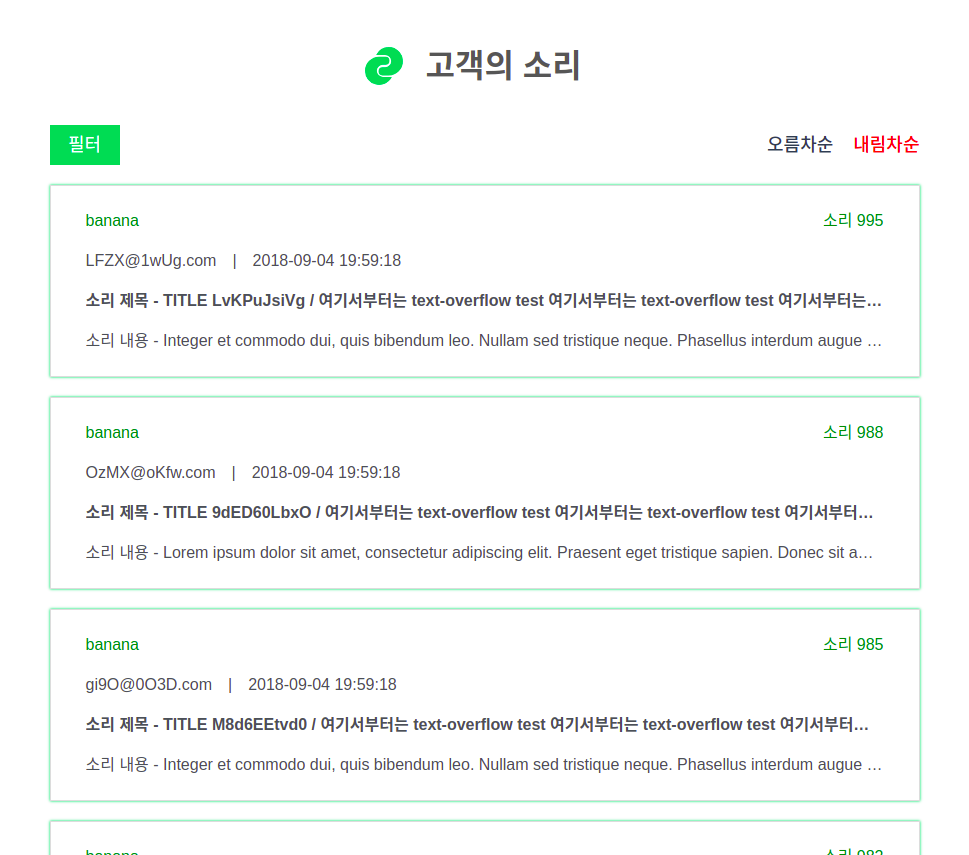 고객의 소리
필터
오름차순 내림차순
banana 소리 995
LFZX@1wUg.com | 2018-09-04 19:59:18
소리 제목 - TITLE LvKPuJsiVg / 여기서부터는 text-overflow test 여기서부터는 text-overflow test 여기서부터는…
소리 내용 - Integer et commodo dui, quis bibendum leo. Nullam sed tristique neque. Phasellus interdum augue …
banana 소리 988
OzMX@oKfw.com | 2018-09-04 19:59:18
소리 제목 - TITLE 9dED60LbxO / 여기서부터는 text-overflow test 여기서부터는 text-overflow test 여기서부터…
소리 내용 - Lorem ipsum dolor sit amet, consectetur adipiscing elit. Praesent eget tristique sapien. Donec sit a…
banana 소리 985
gi9O@0O3D.com | 2018-09-04 19:59:18
소리 제목 - TITLE M8d6EEtvd0 / 여기서부터는 text-overflow test 여기서부터는 text-overflow test 여기서부터…
소리 내용 - Integer et commodo dui, quis bibendum leo. Nullam sed tristique neque. Phasellus interdum augue …
banana 소리